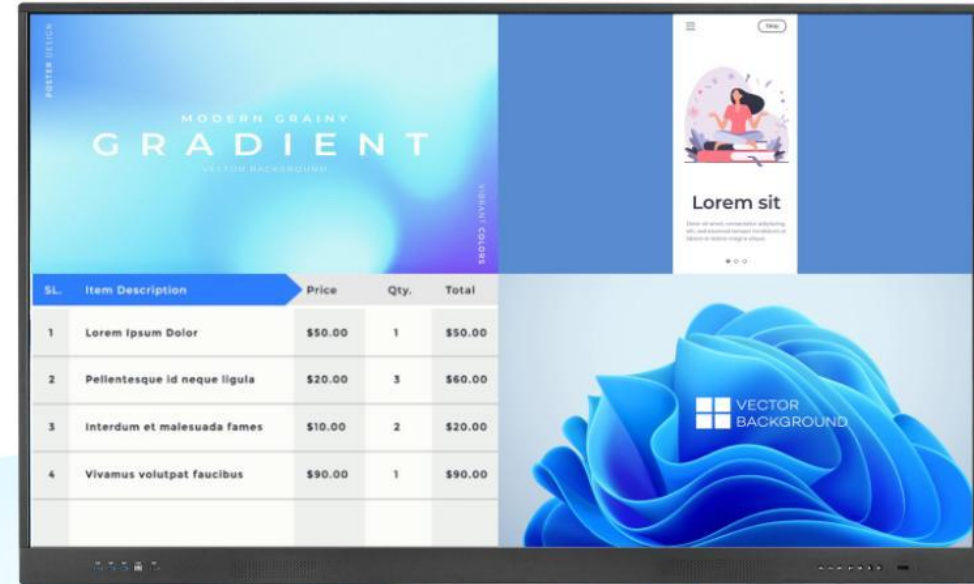 POSTER DESIGN
MODERN GRAINY
GRADIENT
VECTOR BACKGROUND
VIBRANT COLORS
Skip
Lorem sit
SL. Item Description Price Qty. Total
1 Lorem Ipsum Dolor $50.00 1 $50.00
2 Pellentesque id neque ligula $20.00 3 $60.00
3 Interdum et malesuada fames $10.00 2 $20.00
4 Vivamus volutpat faucibus $90.00 1 $90.00
VECTOR
BACKGROUND